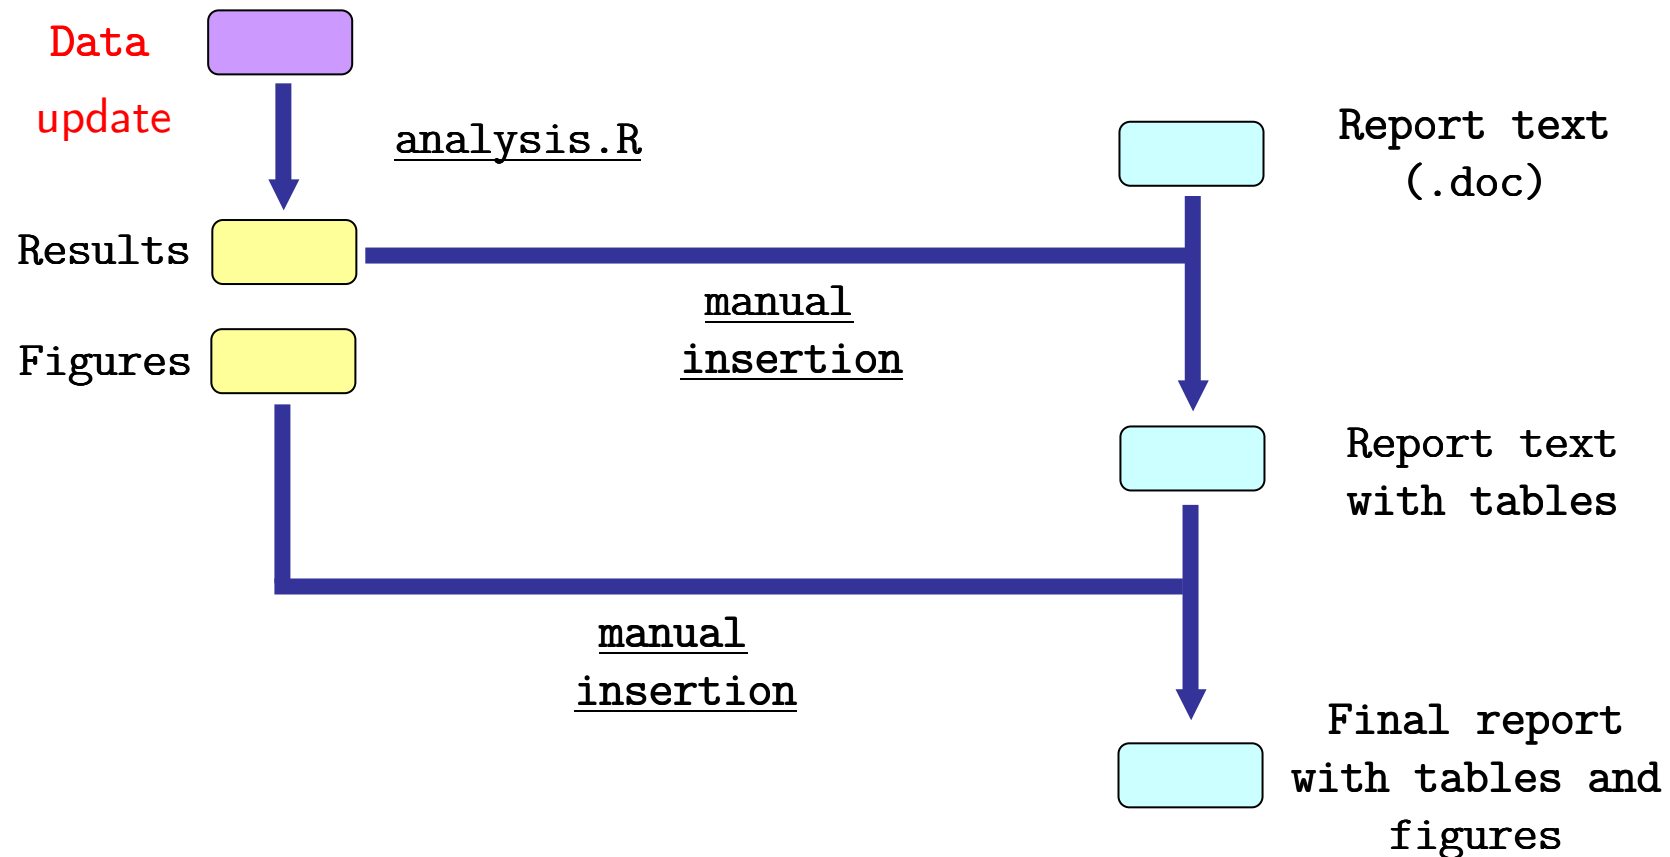 Data
update
analysis.R
Report text
(.doc)
Results
manual
insertion
Figures
Report text
with tables
manual
insertion
Final report
with tables and
figures